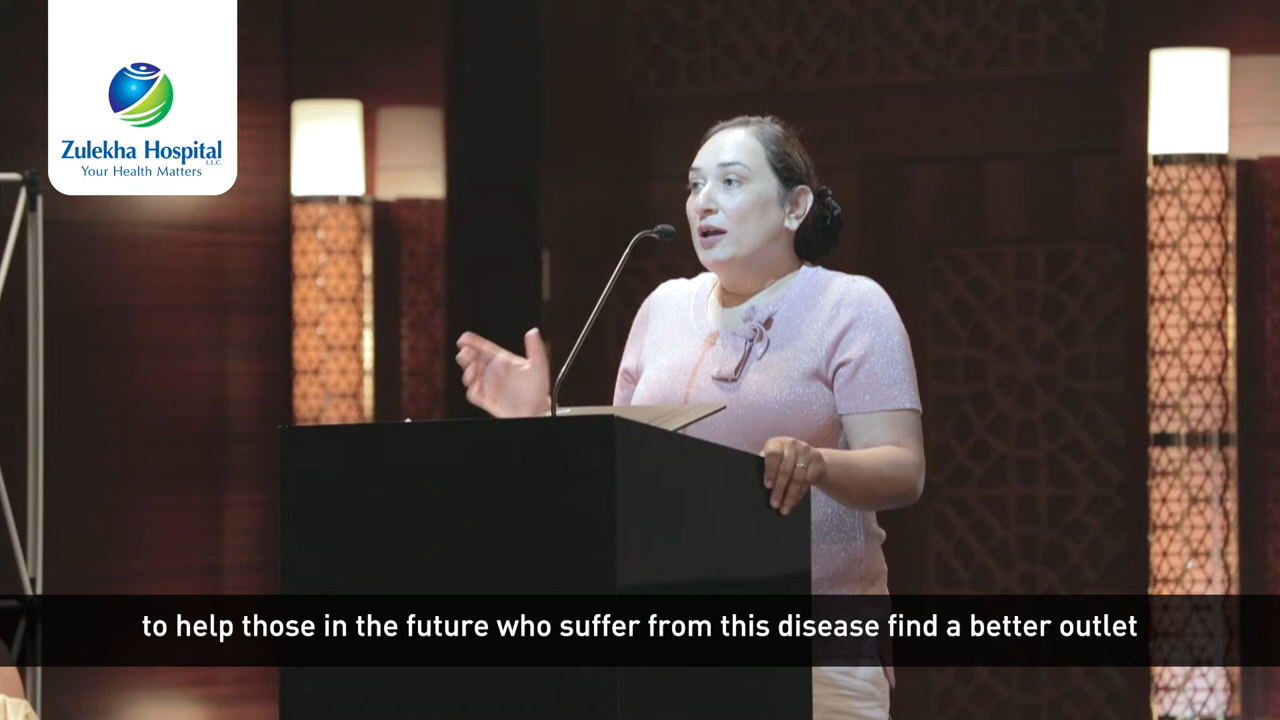 Zulekha Hospital
L.L.C.
Your Health Matters
to help those in the future who suffer from this disease find a better outlet